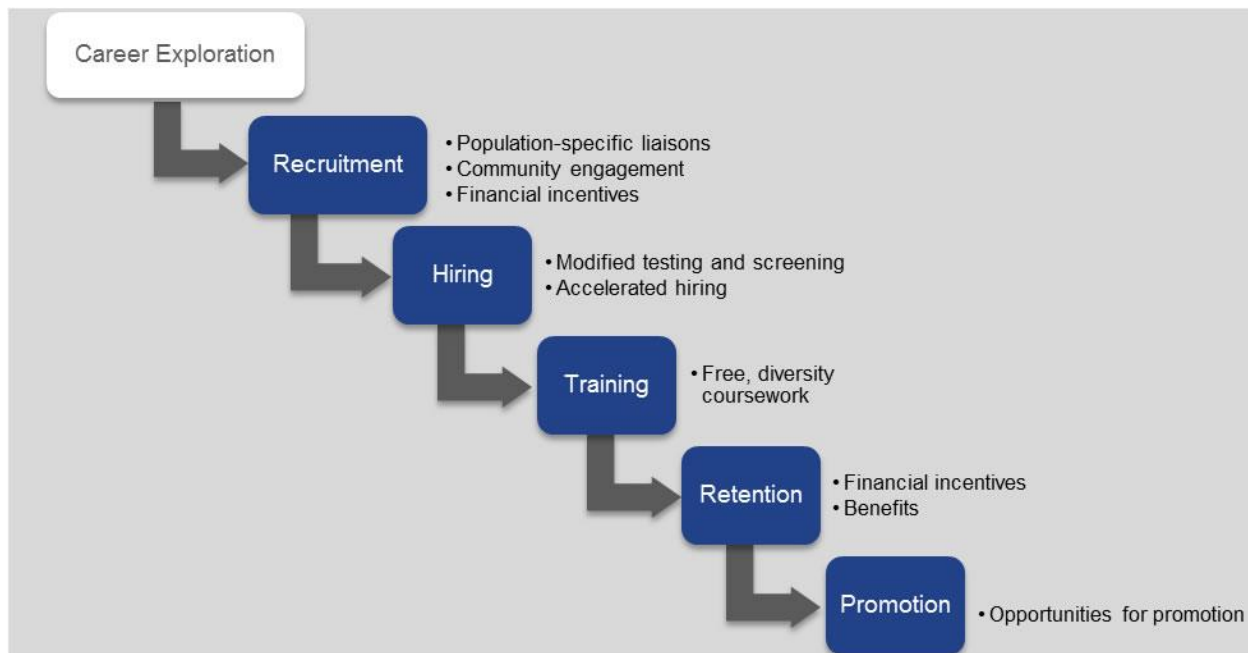 Career Exploration
Recruitment
• Population-specific liaisons
• Community engagement
• Financial incentives
Hiring
• Modified testing and screening
• Accelerated hiring
Training
• Free, diversity
coursework
Retention
• Financial incentives
• Benefits
Promotion
• Opportunities for promotion